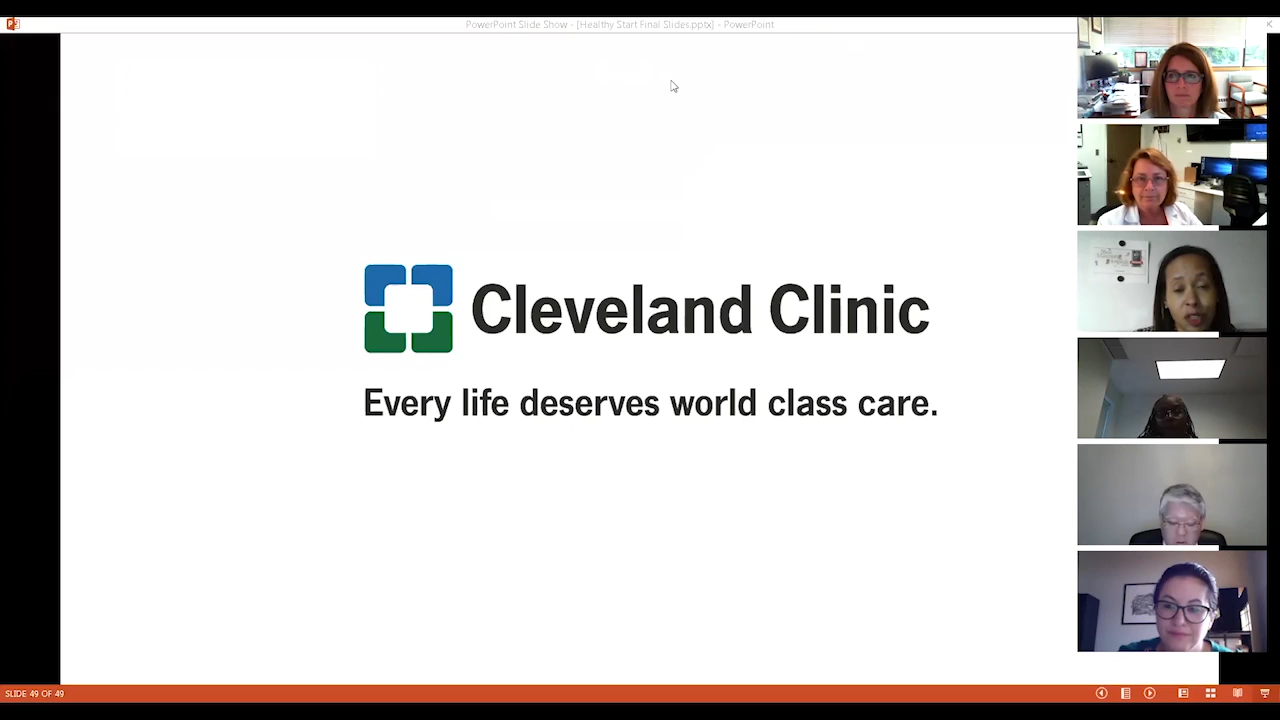 PowerPoint Slide Show - [Healthy Start Final Slides.pptx] - PowerPoint
Cleveland Clinic
Every life deserves world class care.
SLIDE 49 OF 49